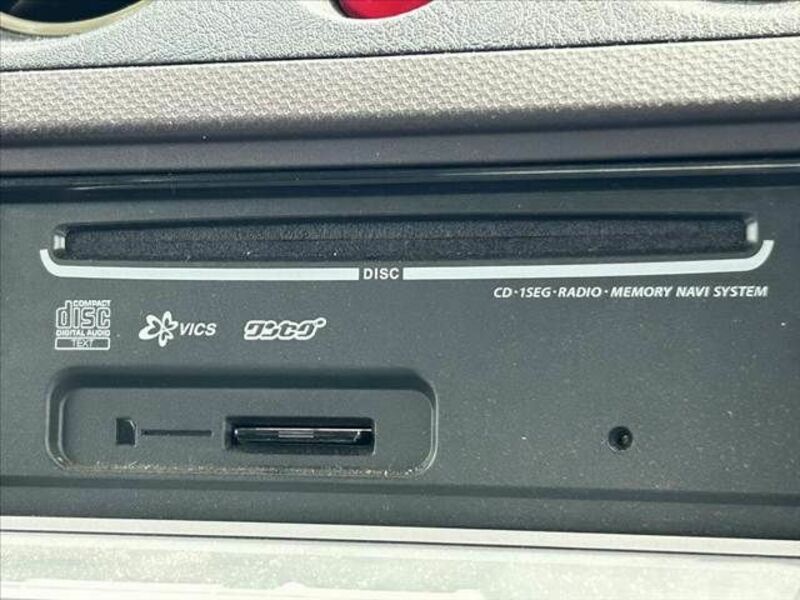 DISC
CD・1SEG・RADIO・MEMORY NAVI SYSTEM
COMPACT
disc
DIGITAL AUDIO
TEXT
VICS
ワンセグ